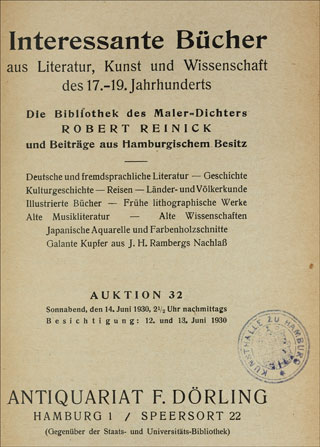 Interessante Bücher
aus Literatur, Kunst und Wissenschaft
des 17.–19. Jahrhunderts
Die Bibliothek des Maler-Dichters
ROBERT REINICK
und Beiträge aus Hamburgischem Besitz
Deutsche und fremdsprachliche Literatur — Geschichte
Kulturgeschichte — Reisen — Länder- und Völkerkunde
Illustrierte Bücher — Frühe lithographische Werke
Alte Musikliteratur — Alte Wissenschaften
Japanische Aquarelle und Farbenholzschnitte
Galante Kupfer aus J. H. Rambergs Nachlaß
AUKTION 32
Sonnabend, den 14. Juni 1930, 2½ Uhr nachmittags
Besichtigung: 12. und 13. Juni 1930
KUNSTHALLE ZU HAMBURG
ANTIQUARIAT F. DÖRLING
HAMBURG 1 / SPEERSORT 22
(Gegenüber der Staats- und Universitäts-Bibliothek)